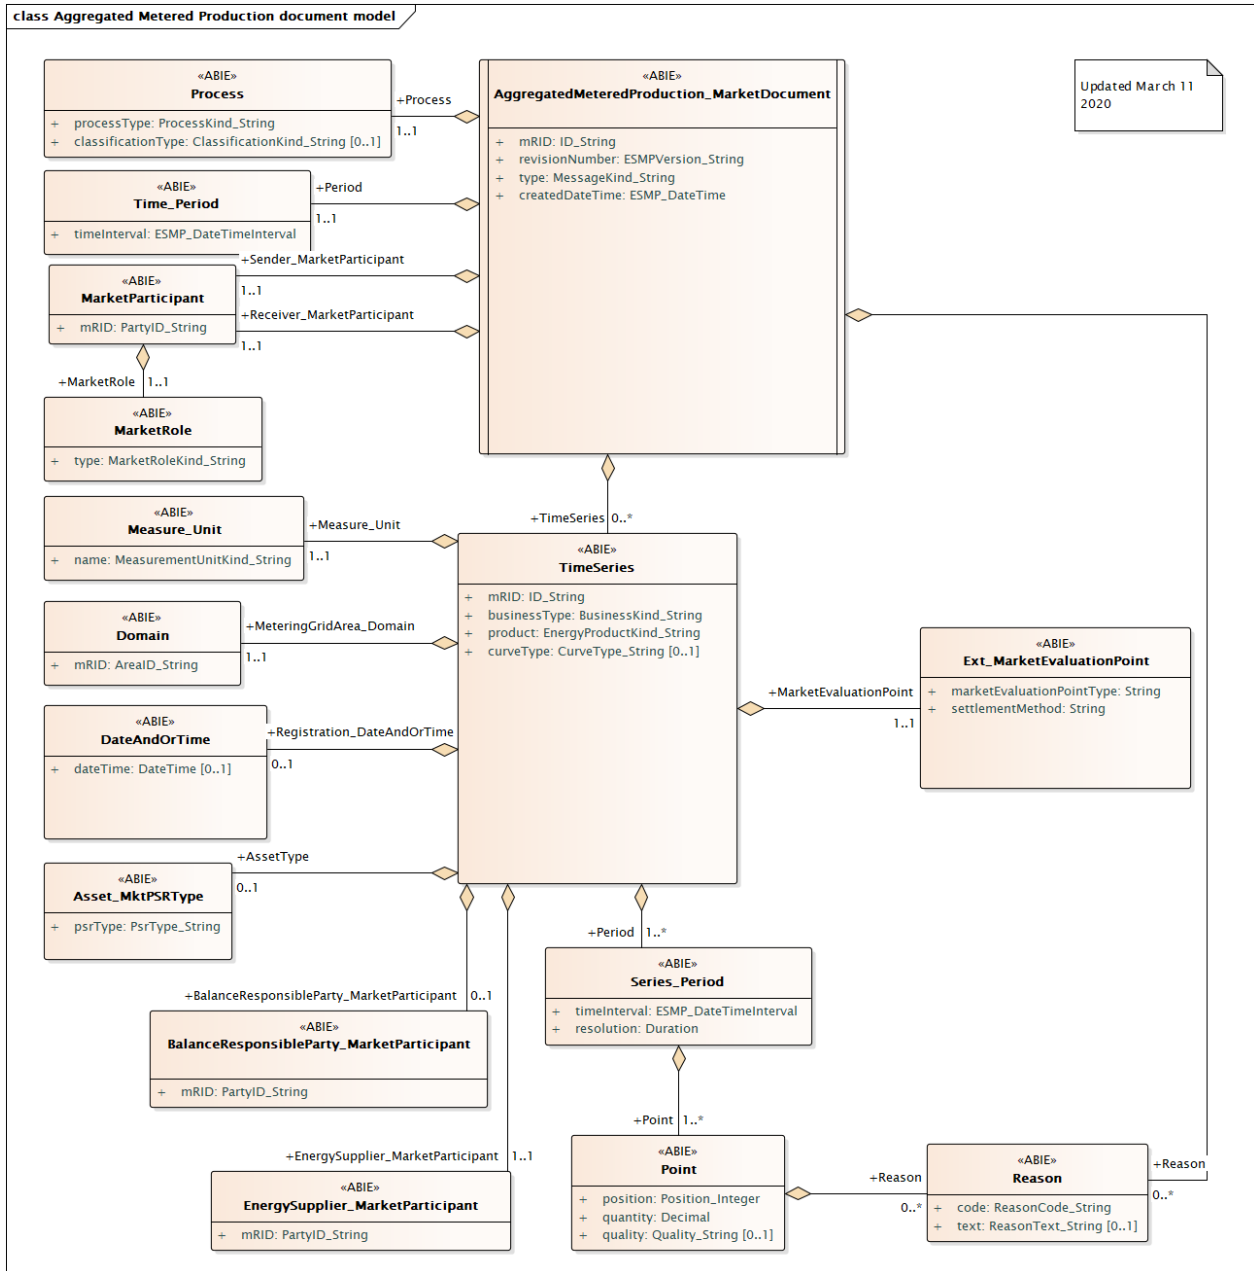 class Aggregated Metered Production document model
«ABIE»
Process
+ processType: ProcessKind_String
+ classificationType: ClassificationKind_String [0..1]
+Process
1..1
«ABIE»
AggregatedMeteredProduction_MarketDocument
+ mRID: ID_String
+ revisionNumber: ESMPVersion_String
+ type: MessageKind_String
+ createdDateTime: ESMP_DateTime
Updated March 11
2020
«ABIE»
Time_Period
+ timeInterval: ESMP_DateTimeInterval
+Period
1..1
+Sender_MarketParticipant
1..1
«ABIE»
MarketParticipant
+ mRID: PartyID_String
+Receiver_MarketParticipant
1..1
+MarketRole 1..1
«ABIE»
MarketRole
+ type: MarketRoleKind_String
+TimeSeries 0..*
«ABIE»
Measure_Unit
+ name: MeasurementUnitKind_String
+Measure_Unit
1..1
«ABIE»
TimeSeries
+ mRID: ID_String
+ businessType: BusinessKind_String
+ product: EnergyProductKind_String
+ curveType: CurveType_String [0..1]
«ABIE»
Domain
+ mRID: AreaID_String
+MeteringGridArea_Domain
1..1
«ABIE»
Ext_MarketEvaluationPoint
+ marketEvaluationPointType: String
+ settlementMethod: String
+MarketEvaluationPoint
1..1
«ABIE»
DateAndOrTime
+ dateTime: DateTime [0..1]
+Registration_DateAndOrTime
0..1
«ABIE»
Asset_MktPSRType
+ psrType: PsrType_String
+AssetType
0..1
+Period 1..*
«ABIE»
Series_Period
+ timeInterval: ESMP_DateTimeInterval
+ resolution: Duration
+BalanceResponsibleParty_MarketParticipant 0..1
«ABIE»
BalanceResponsibleParty_MarketParticipant
+ mRID: PartyID_String
+Point 1..*
«ABIE»
Point
+ position: Position_Integer
+ quantity: Decimal
+ quality: Quality_String [0..1]
+EnergySupplier_MarketParticipant 1..1
«ABIE»
EnergySupplier_MarketParticipant
+ mRID: PartyID_String
+Reason
0..*
«ABIE»
Reason
+ code: ReasonCode_String
+ text: ReasonText_String [0..1]
+Reason
0..*